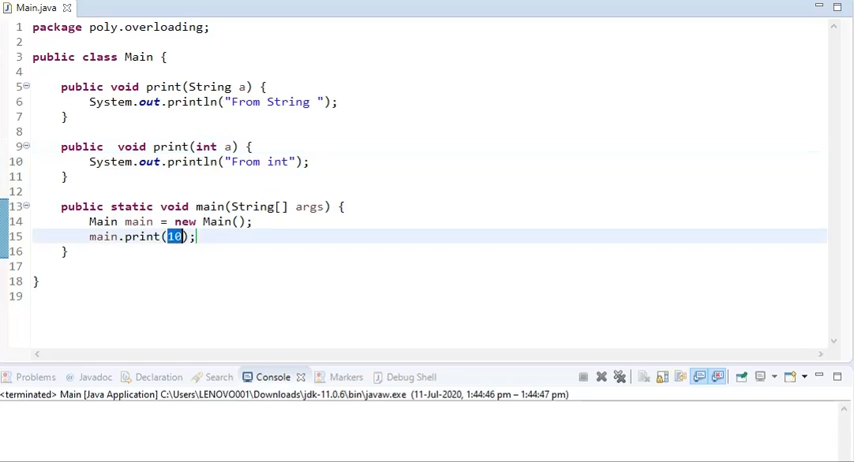 Main.java
1 package poly.overloading;
2
3 public class Main {
4
5 public void print(String a) {
6 System.out.println("From String ");
7 }
8
9 public  void print(int a) {
10 System.out.println("From int");
11 }
12
13 public static void main(String[] args) {
14 Main main = new Main();
15 main.print(10);
16 }
17
18 }
19
Problems Javadoc Declaration Search Console Markers Debug Shell
<terminated> Main [Java Application] C:\Users\LENOVO001\Downloads\jdk-11.0.6\bin\javaw.exe (11-Jul-2020, 1:44:46 pm – 1:44:47 pm)